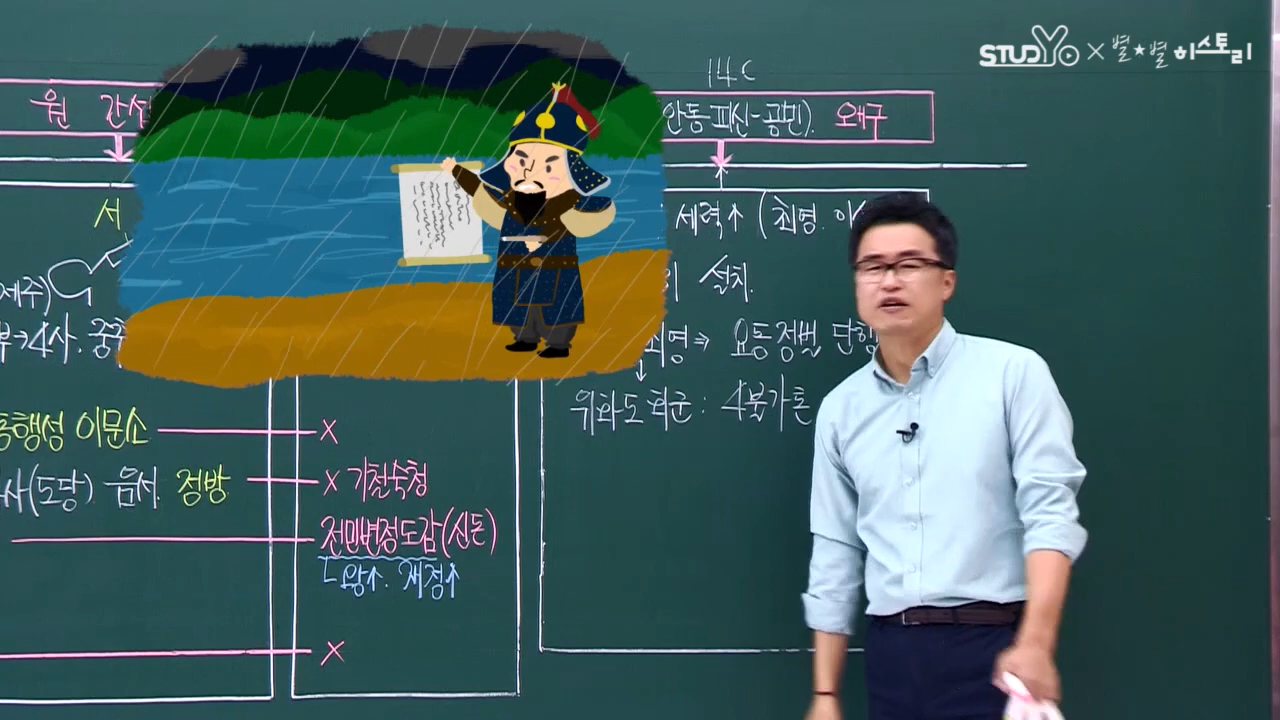 STUDYO × 별★별 히스토리
14C
원 간섭
안동 피신-공민). 왜구
서
세력↑ (최영.
제주)
설치.
부→4사. 중추
최영⇒ 요동정벌 단행
위화도 회군: 4불가론
동행성 이문소 ×
사(도당). 음서. 정방 × 기철숙청
전민변정도감(신돈)
왕↑. 재정↑
×